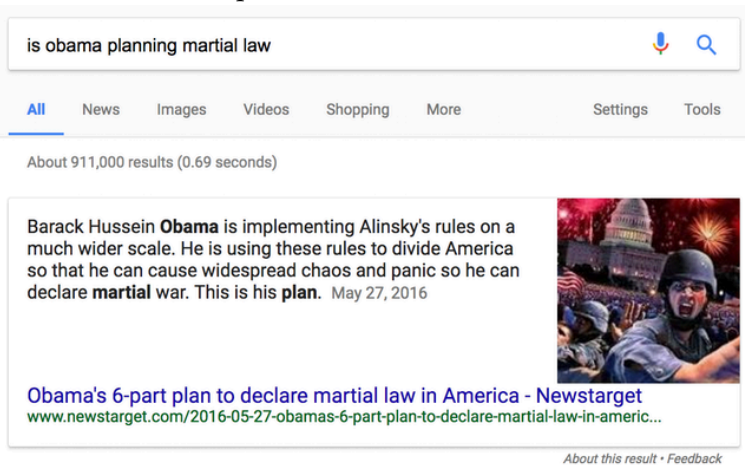 is obama planning martial law
All News Images Videos Shopping More Settings Tools
About 911,000 results (0.69 seconds)
Barack Hussein Obama is implementing Alinsky's rules on a
much wider scale. He is using these rules to divide America
so that he can cause widespread chaos and panic so he can
declare martial war. This is his plan. May 27, 2016
Obama's 6-part plan to declare martial law in America - Newstarget
www.newstarget.com/2016-05-27-obamas-6-part-plan-to-declare-martial-law-in-americ...
About this result • Feedback